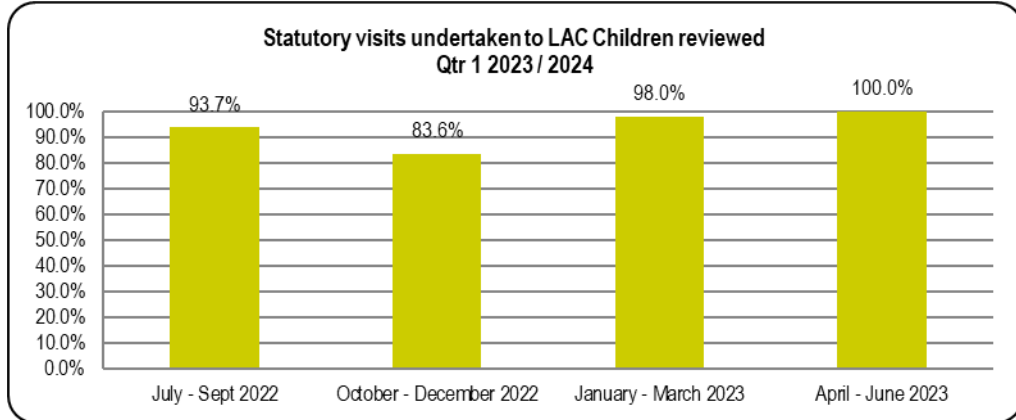 Statutory visits undertaken to LAC Children reviewed
Qtr 1 2023 / 2024
93.7%
83.6%
98.0%
100.0%
100.0%
90.0%
80.0%
70.0%
60.0%
50.0%
40.0%
30.0%
20.0%
10.0%
0.0%
July - Sept 2022
October - December 2022
January - March 2023
April - June 2023